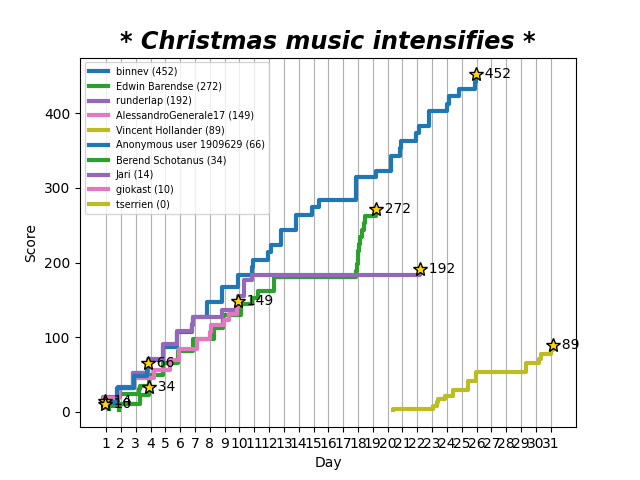 * Christmas music intensifies *
binnev (452)
Edwin Barendse (272)
runderlap (192)
AlessandroGenerale17 (149)
Vincent Hollander (89)
Anonymous user 1909629 (66)
Berend Schotanus (34)
Jari (14)
giokast (10)
tserrien (0)
452
272
192
149
89
66
34
Score
400
300
200
100
0
1 2 3 4 5 6 7 8 9 10 11 12 13 14 15 16 17 18 19 20 21 22 23 24 25 26 27 28 29 30 31
Day